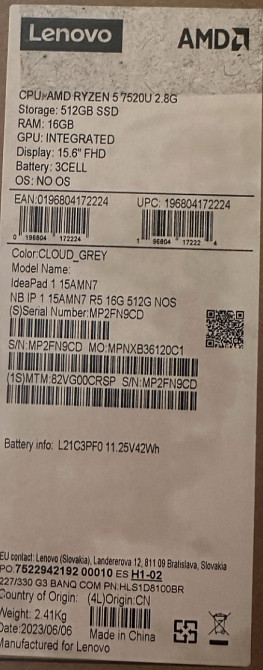 Lenovo AMD
CPU: AMD RYZEN 5 7520U 2.8G
Storage: 512GB SSD
RAM: 16GB
GPU: INTEGRATED
Display: 15.6" FHD
Battery: 3CELL
OS: NO OS
EAN:0196804172224 UPC: 196804172224
0 196804 172224 1 96804 17222 4
Color:CLOUD_GREY
Model Name:
IdeaPad 1 15AMN7
NB IP 1 15AMN7 R5 16G 512G NOS
(S)Serial Number:MP2FN9CD
S/N:MP2FN9CD MO:MPNXB36120C1
(1S)MTM:82VG00CRSP S/N:MP2FN9CD
Battery info: L21C3PF0 11.25V42Wh
EU contact: Lenovo (Slovakia), Landererova 12, 811 09 Bratislava, Slovakia
PO 7522942192 00010 ES H1-02
227/330 G3 BANQ COM PN:HLS1D8100BR
Country of Origin: (4L)Origin:CN
Weight: 2.41Kg
Date:2023/06/06 Made in China
Manufactured for Lenovo